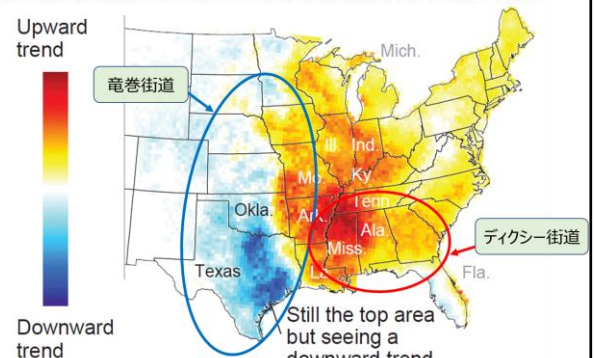 Upward
trend
竜巻街道
Mich.
Ill.
Ind.
Mo.
Ky.
Tenn.
Okla.
Ark.
Ala.
Miss.
Texas
La.
ディクシー街道
Fla.
Still the top area
but seeing a
downward trend
Downward
trend